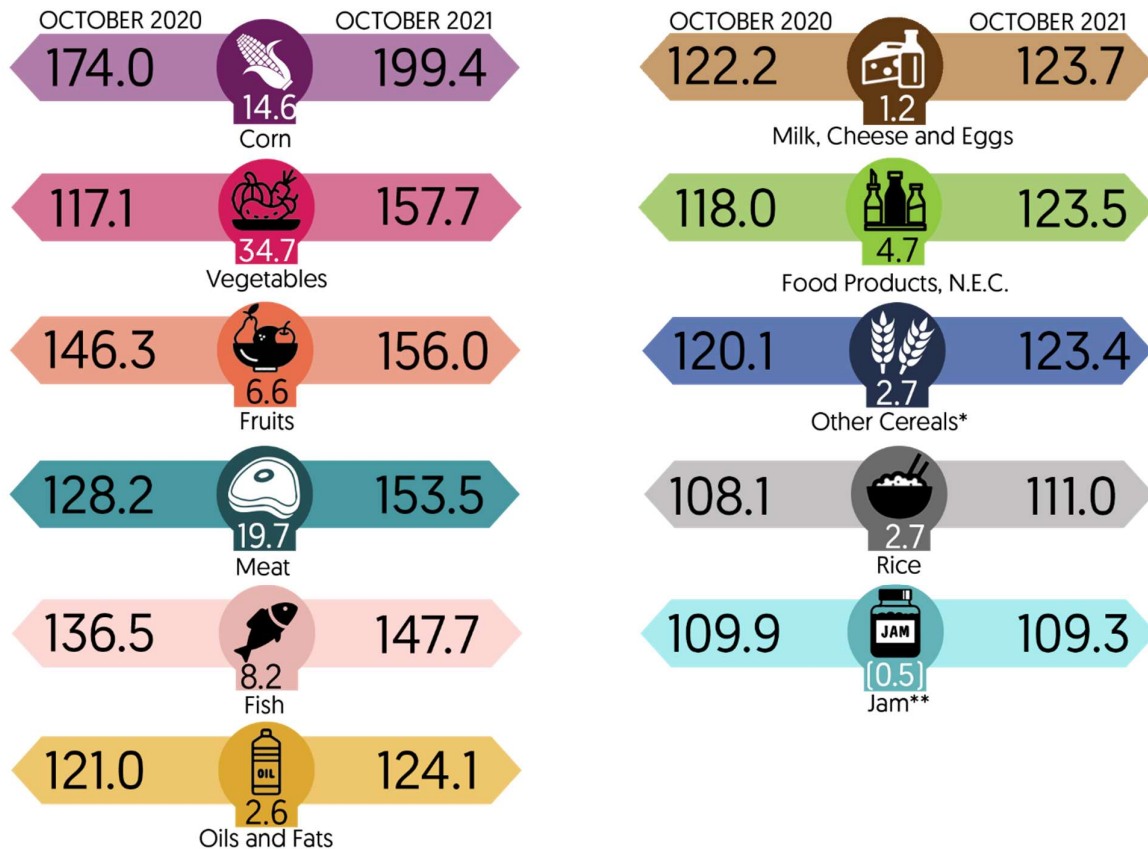 OCTOBER 2020 OCTOBER 2021
174.0 199.4
14.6
Corn
117.1 157.7
34.7
Vegetables
146.3 156.0
6.6
Fruits
128.2 153.5
19.7
Meat
136.5 147.7
8.2
Fish
121.0 124.1
OIL
2.6
Oils and Fats
OCTOBER 2020 OCTOBER 2021
122.2 123.7
1.2
Milk, Cheese and Eggs
118.0 123.5
4.7
Food Products, N.E.C.
120.1 123.4
2.7
Other Cereals*
108.1 111.0
2.7
Rice
109.9 109.3
JAM
(0.5)
Jam**